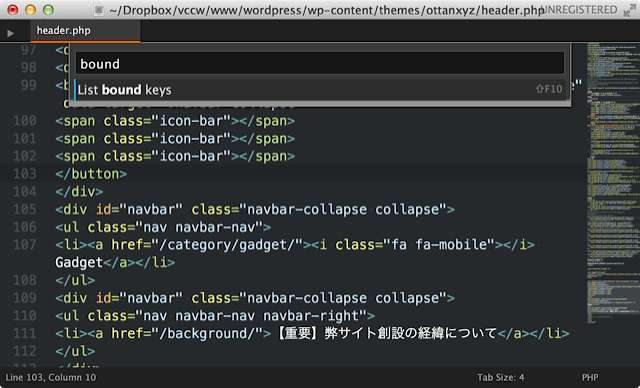 ~/Dropbox/vccw/www/wordpress/wp-content/themes/ottanxyz/header.php
UNREGISTERED
header.php
bound
List bound keys
⇧F10
97 <d
98 <d
99 <b
100 <span class="icon-bar"></span>
101 <span class="icon-bar"></span>
102 <span class="icon-bar"></span>
103 </button>
104 </div>
105 <div id="navbar" class="navbar-collapse collapse">
106 <ul class="nav navbar-nav">
107 <li><a href="/category/gadget/"><i class="fa fa-mobile"></i>
Gadget</a></li>
108 </ul>
109 <div id="navbar" class="navbar-collapse collapse">
110 <ul class="nav navbar-nav navbar-right">
111 <li><a href="/background/">【重要】弊サイト創設の経緯について</a></li>
112 </ul>
113 </div>
Line 103, Column 10
Tab Size: 4
PHP